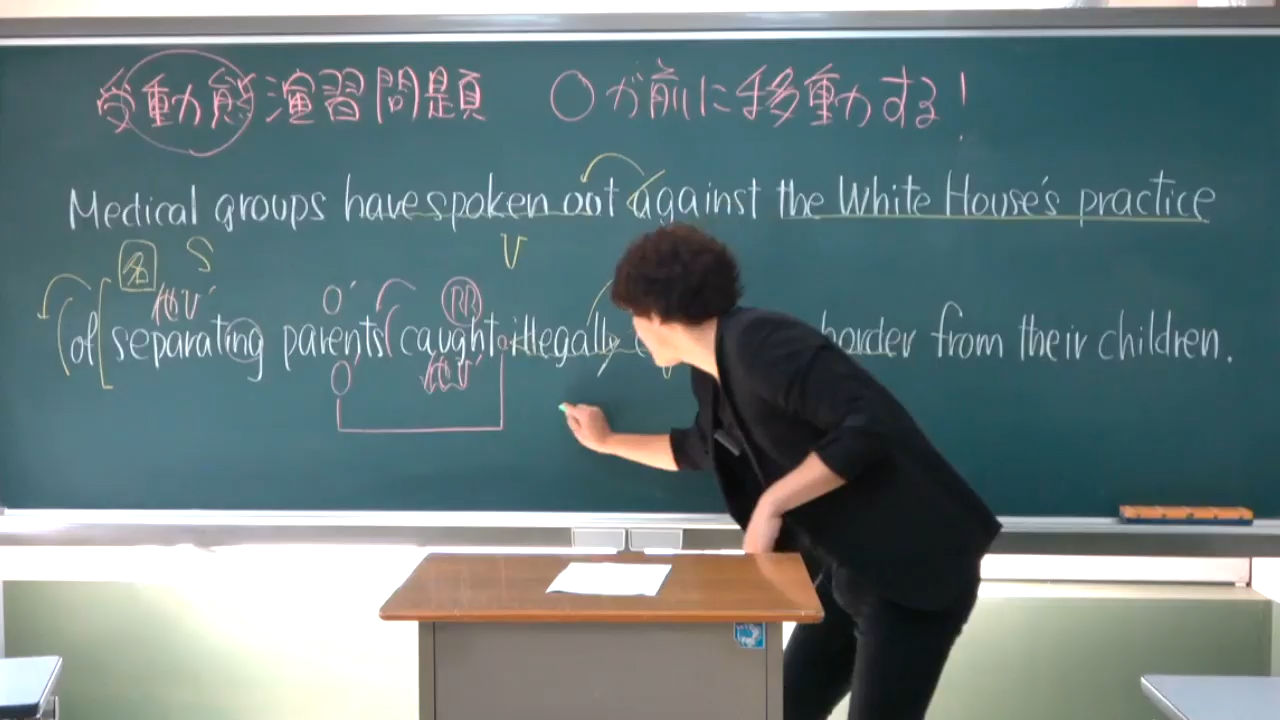 受動態演習問題 〇が前に移動する!
Medical groups have spoken out against the White House's practice
名 S V
他V' O' PP
of separating parents (caught illegally border from their children.
O' 他V'